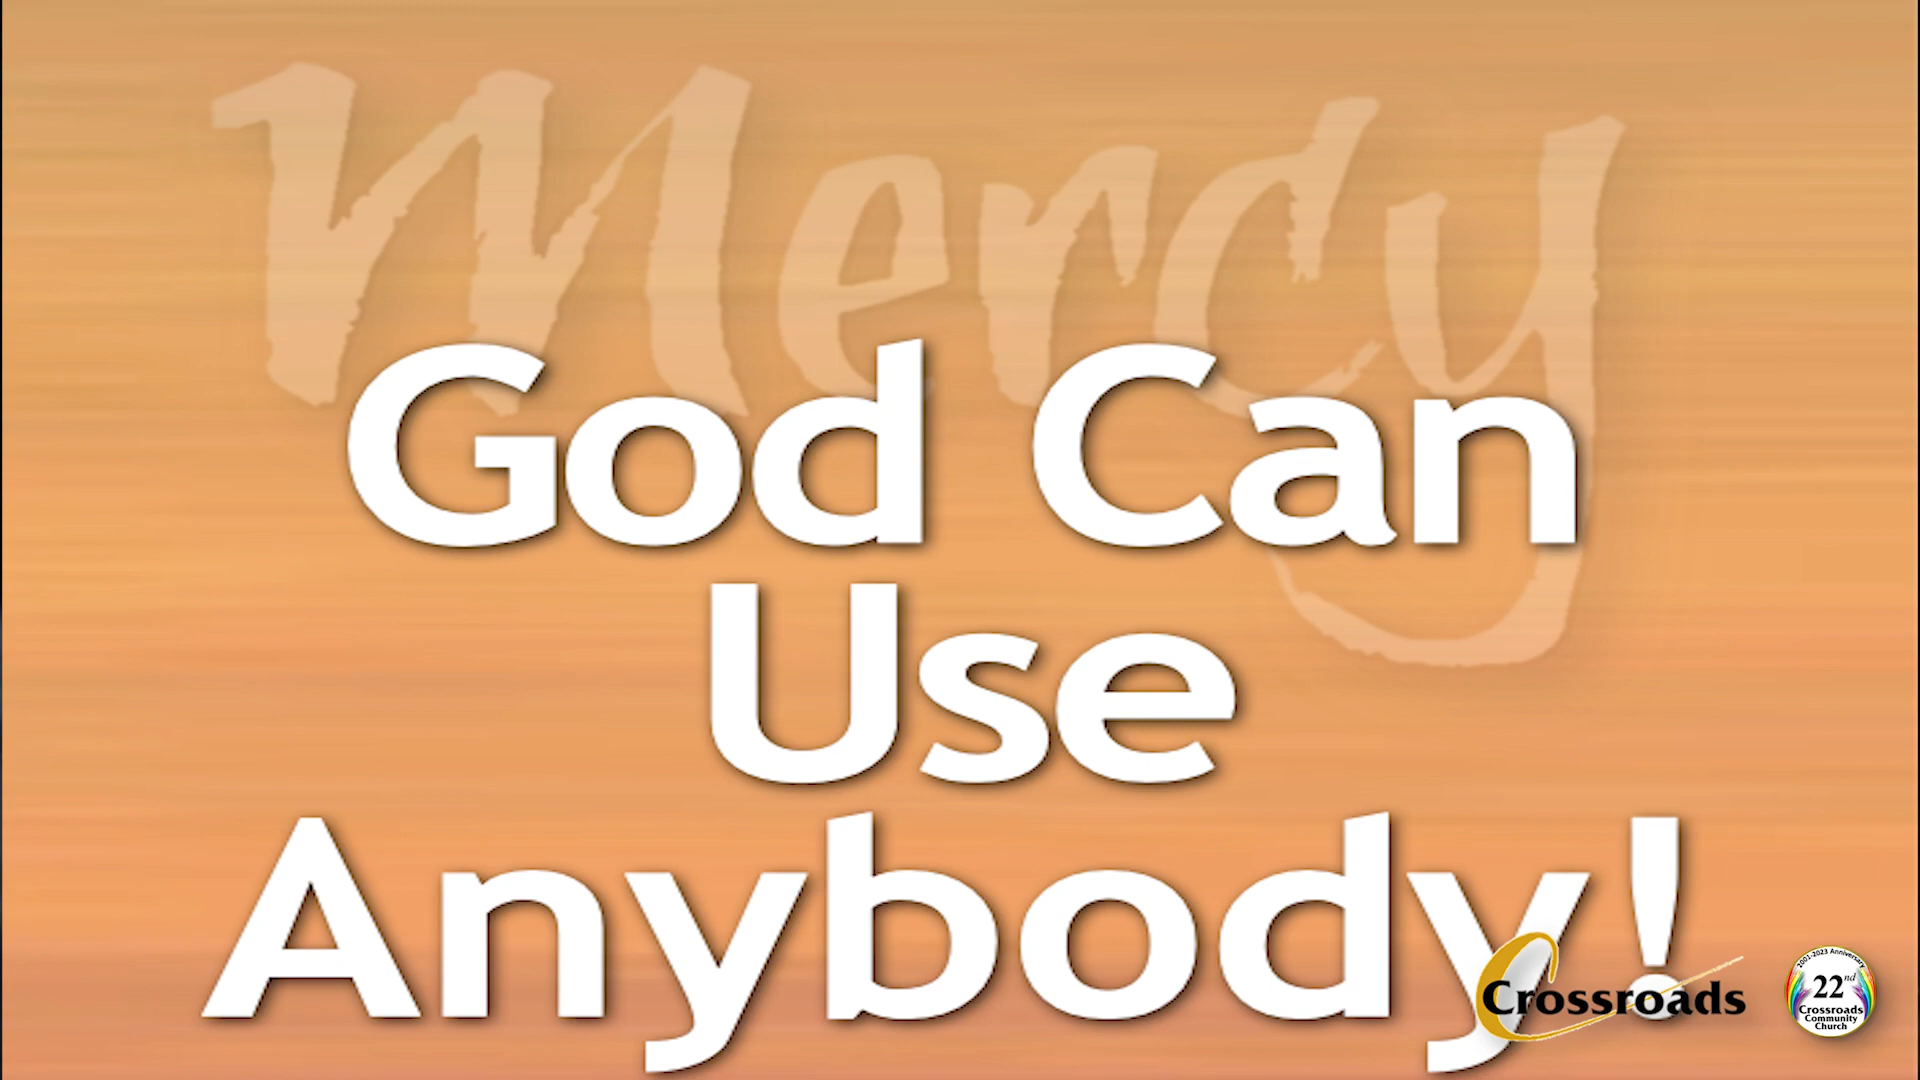 Mercy
God Can
Use
Anybody!
Crossroads
2001-2023 Anniversary
22nd
Crossroads
Community
Church